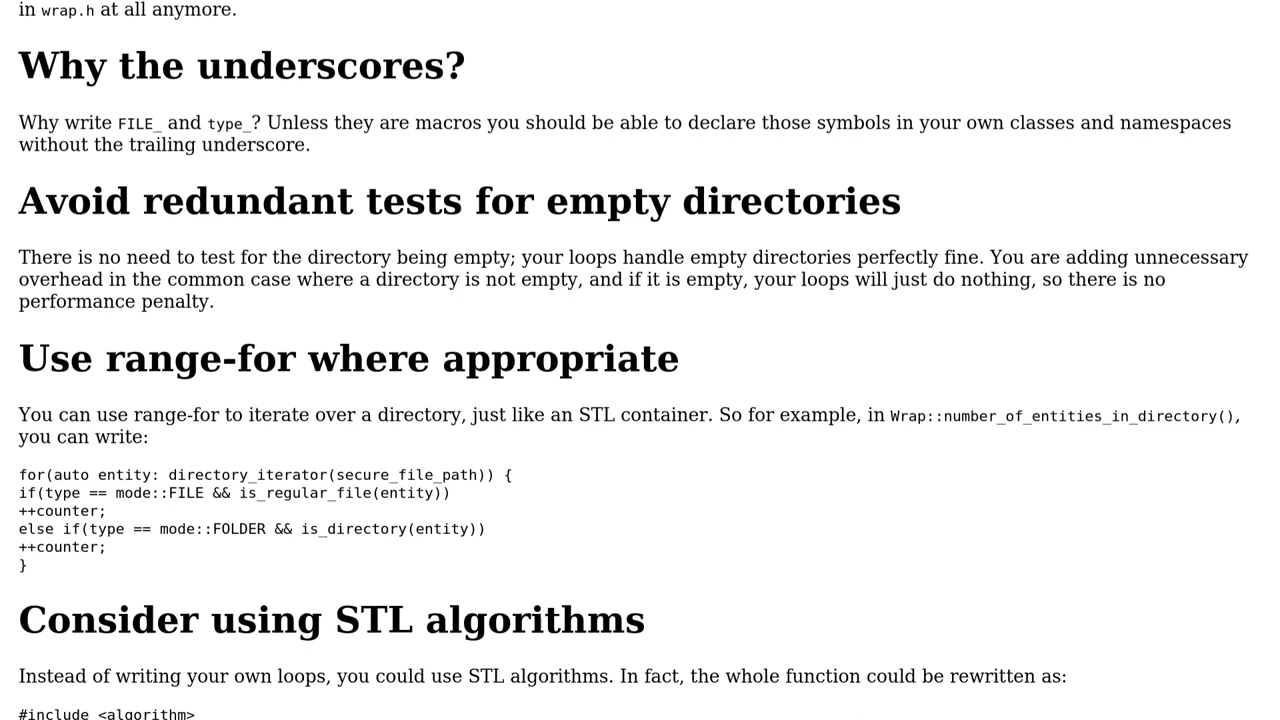 in wrap.h at all anymore.
Why the underscores?
Why write FILE_ and type_? Unless they are macros you should be able to declare those symbols in your own classes and namespaces
without the trailing underscore.
Avoid redundant tests for empty directories
There is no need to test for the directory being empty; your loops handle empty directories perfectly fine. You are adding unnecessary
overhead in the common case where a directory is not empty, and if it is empty, your loops will just do nothing, so there is no
performance penalty.
Use range-for where appropriate
You can use range-for to iterate over a directory, just like an STL container. So for example, in Wrap::number_of_entities_in_directory(),
you can write:
for(auto entity: directory_iterator(secure_file_path)) {
if(type == mode::FILE && is_regular_file(entity))
++counter;
else if(type == mode::FOLDER && is_directory(entity))
++counter;
}
Consider using STL algorithms
Instead of writing your own loops, you could use STL algorithms. In fact, the whole function could be rewritten as:
#include <algorithm>